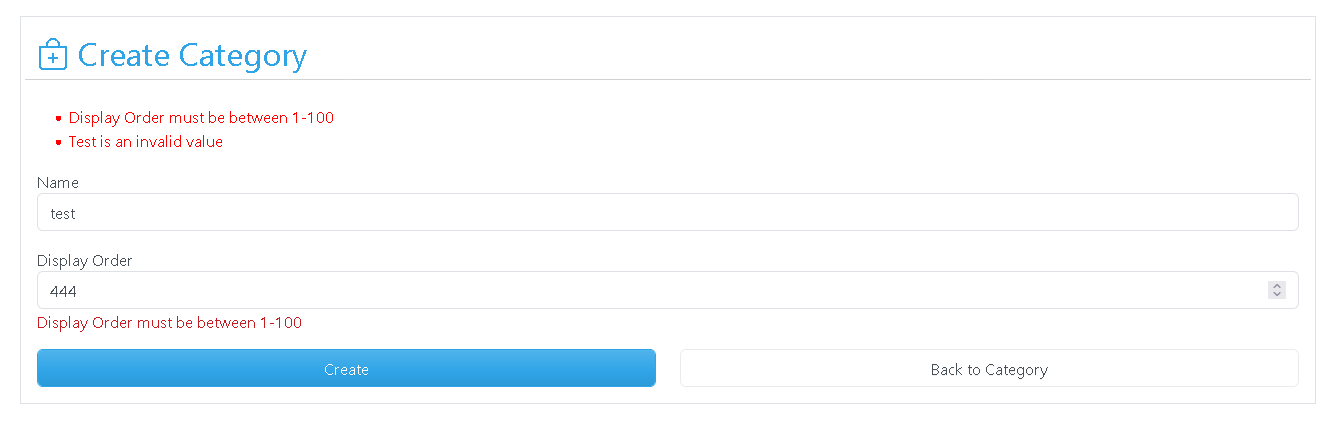 Create Category
Display Order must be between 1-100
Test is an invalid value
Name
test
Display Order
444
Display Order must be between 1-100
Create
Back to Category